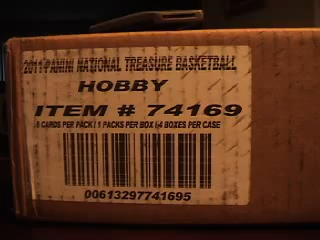 2011 PANINI NATIONAL TREASURE BASKETBALL
HOBBY
ITEM # 74169
CARDS PER PACK | 1 PACKS PER BOX | 4 BOXES PER CASE
00613297741695